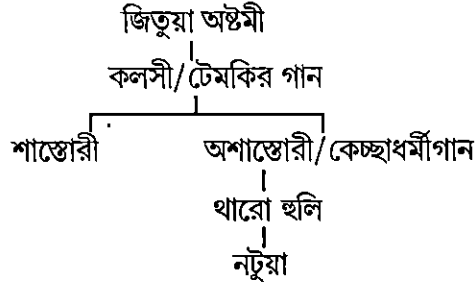 জিতুয়া অষ্টমী
কলসী/টেমকির গান
শাস্তোরী অশাস্তোরী/কেচ্ছাধর্মীগান
থারো হুলি
নটুয়া